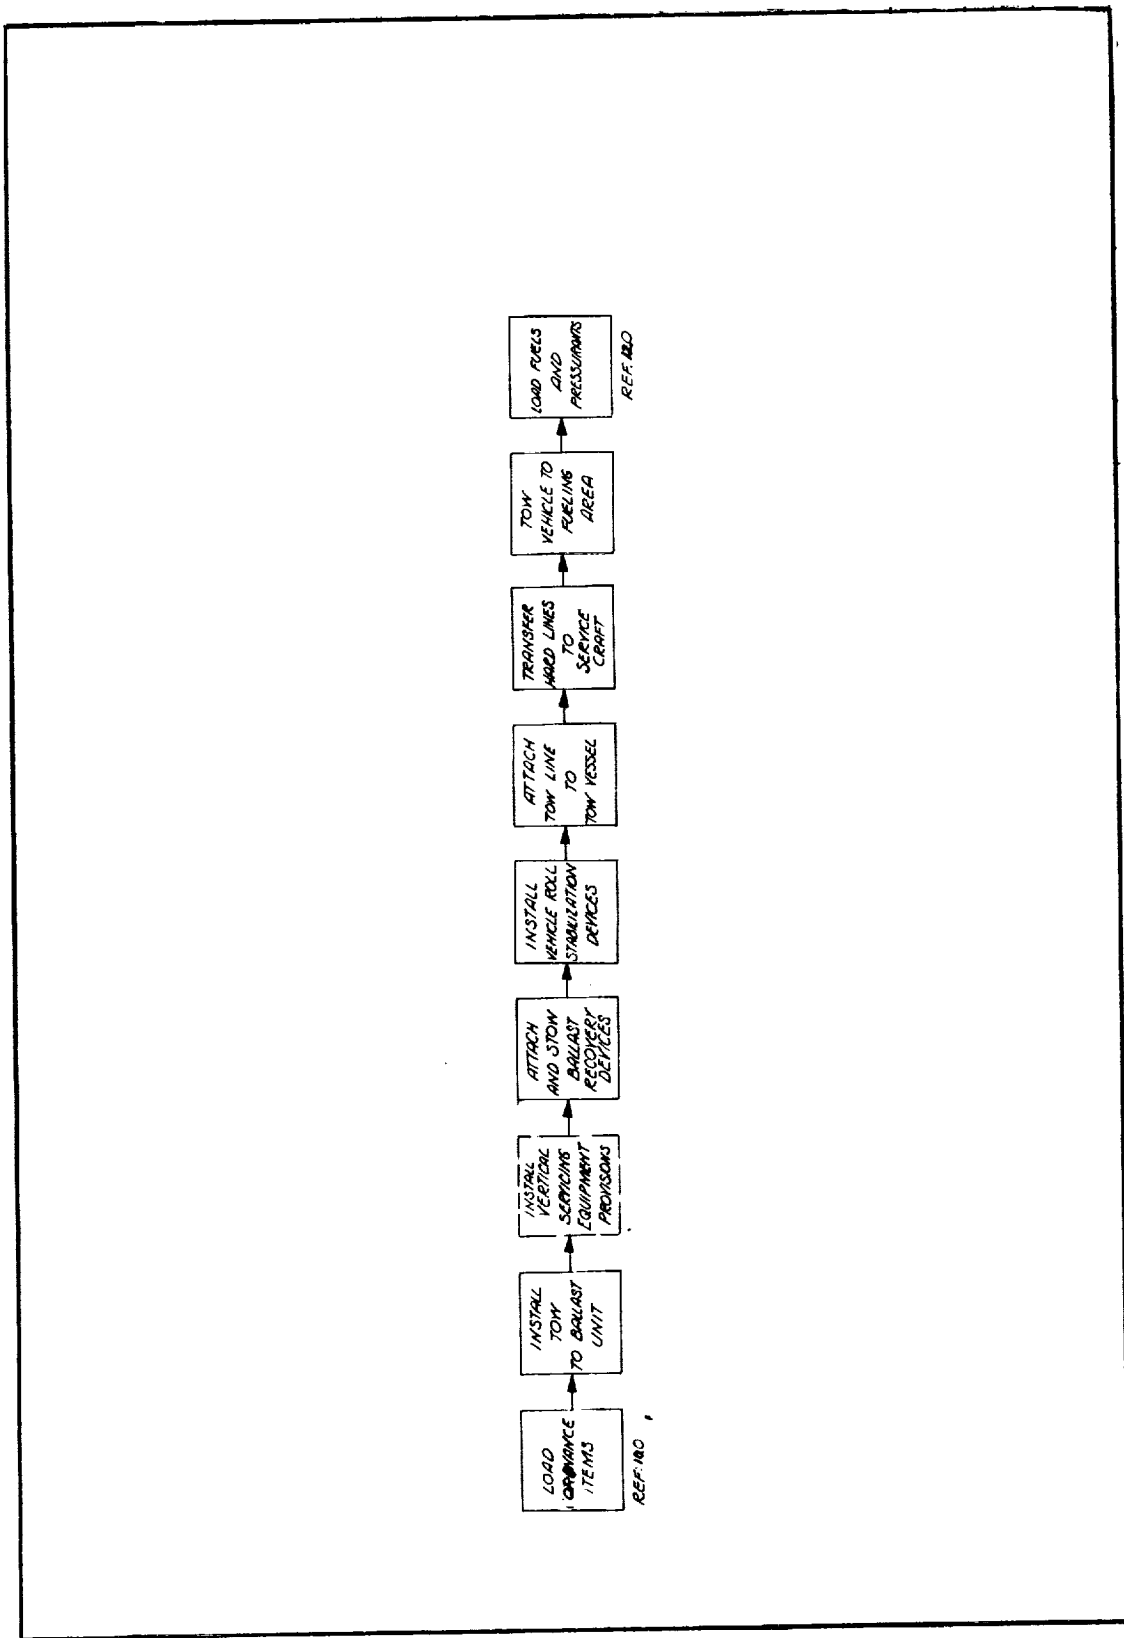 LOAD
ORDNANCE
ITEMS
REF:
INSTALL
TOW
TO BALLAST
UNIT
INSTALL
VERTICAL
SERVICING
EQUIPMENT
PROVISIONS
ATTACH
AND STOW
BALLAST
RECOVERY
DEVICES
INSTALL
VEHICLE ROLL
STABILIZATION
DEVICES
ATTACH
TOW LINE
TO
TOW VESSEL
TRANSFER
HARD LINES
TO
SERVICE
CRAFT
TOW
VEHICLE TO
FUELING
AREA
LOAD FUELS
AND
PRESSURANTS
REF.